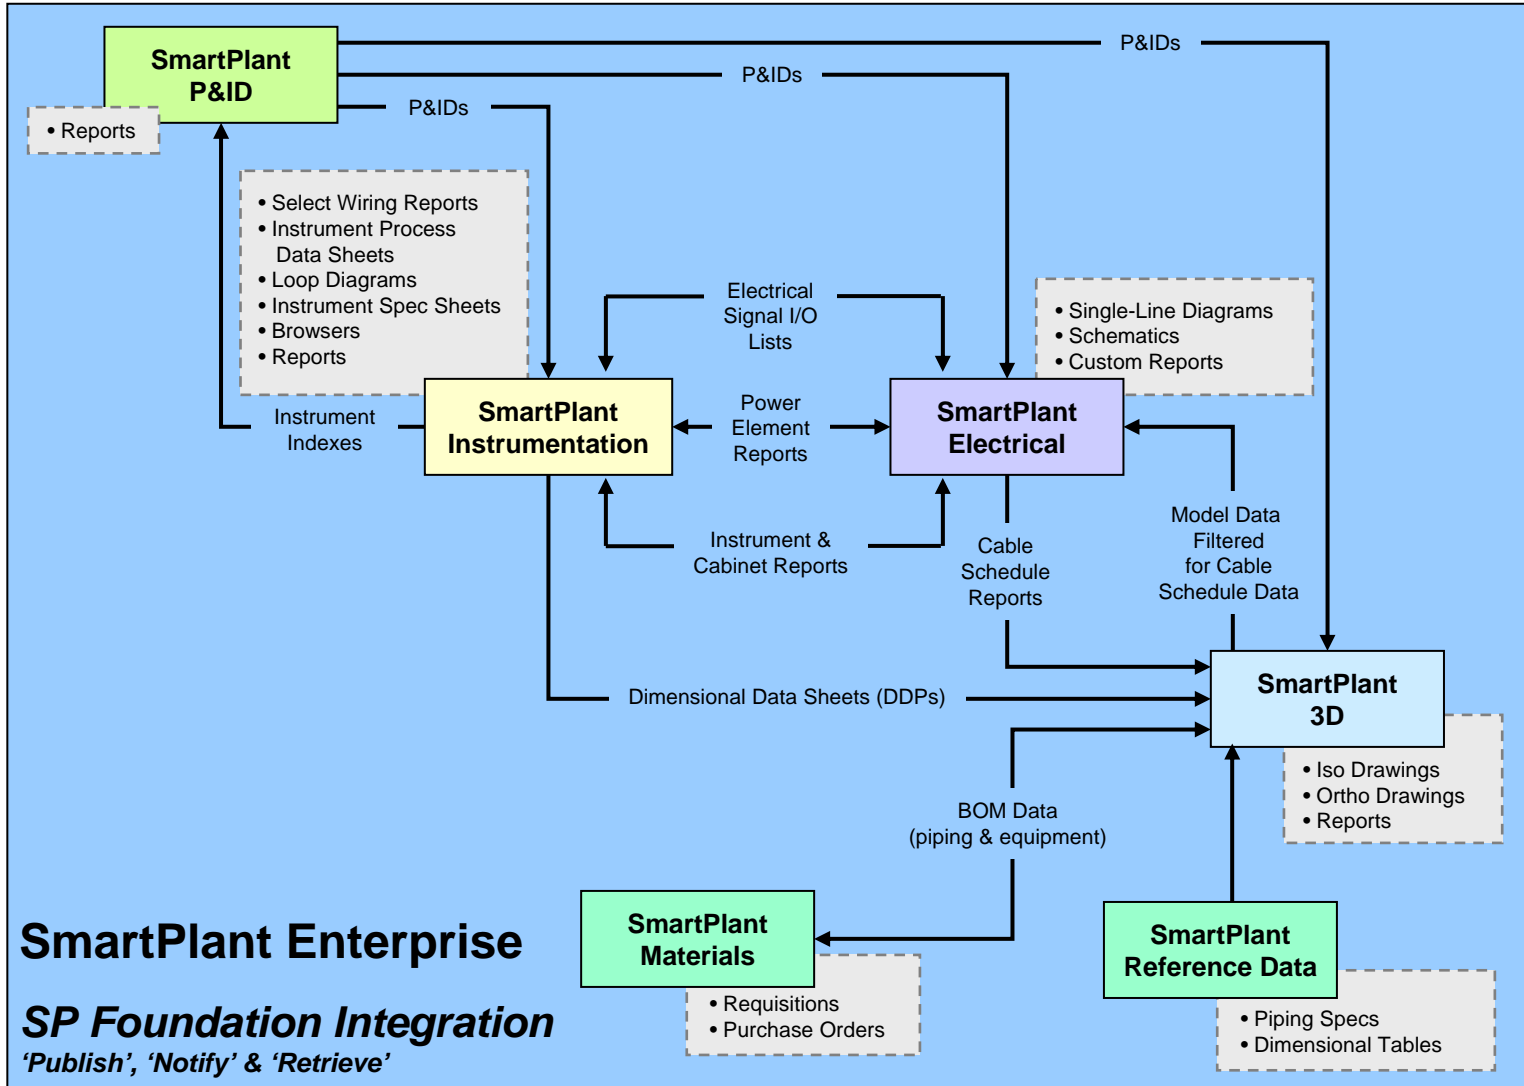 SmartPlant
P&ID
• Reports
P&IDs
P&IDs
P&IDs
• Select Wiring Reports
• Instrument Process
Data Sheets
• Loop Diagrams
• Instrument Spec Sheets
• Browsers
• Reports
Electrical
Signal I/O
Lists
• Single-Line Diagrams
• Schematics
• Custom Reports
Instrument
Indexes
SmartPlant
Instrumentation
Power
Element
Reports
SmartPlant
Electrical
Instrument &
Cabinet Reports
Cable
Schedule
Reports
Model Data
Filtered
for Cable
Schedule Data
Dimensional Data Sheets (DDPs)
SmartPlant
3D
• Iso Drawings
• Ortho Drawings
• Reports
BOM Data
(piping & equipment)
SmartPlant
Materials
• Requisitions
• Purchase Orders
SmartPlant
Reference Data
• Piping Specs
• Dimensional Tables
SmartPlant Enterprise
SP Foundation Integration
‘Publish’, ‘Notify’ & ‘Retrieve’